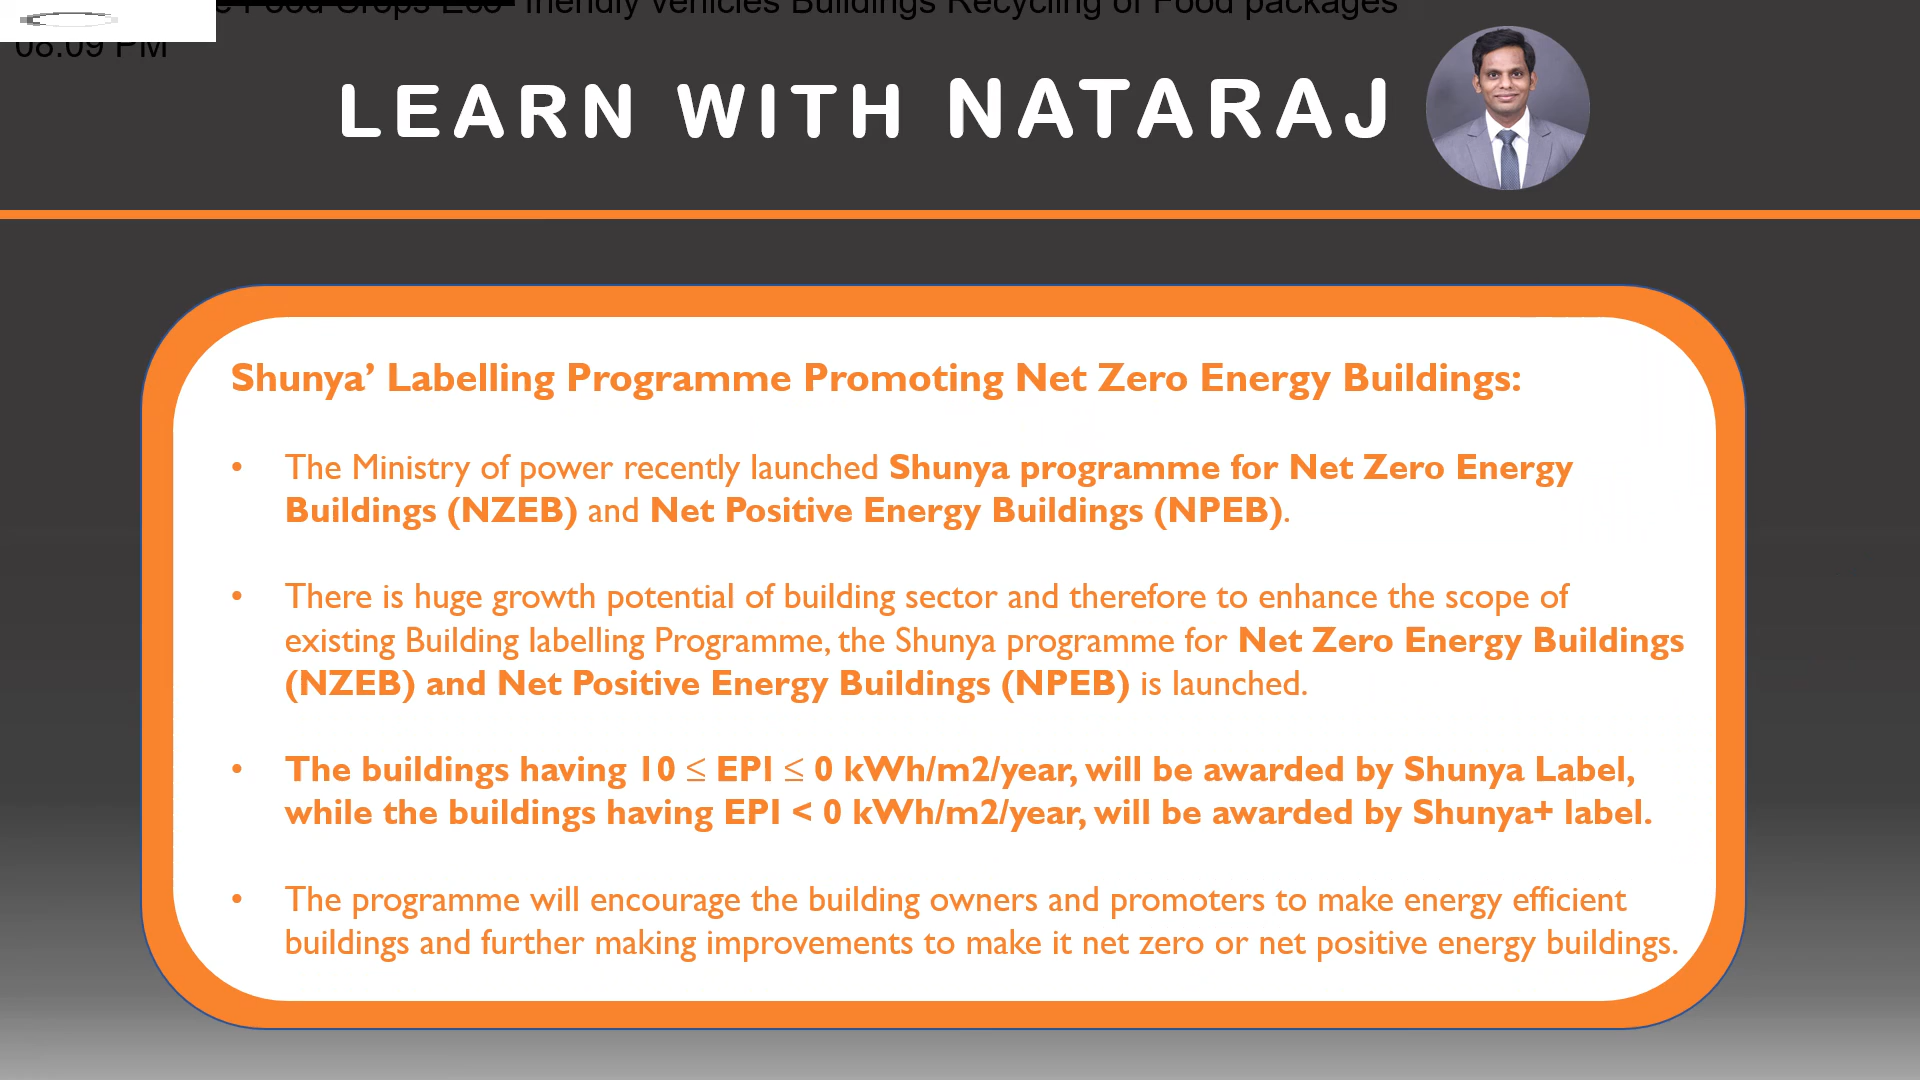 Food Crops Eco- friendly vehicles Buildings Recycling of Food packages
08:09 PM
LEARN WITH NATARAJ
Shunya’ Labelling Programme Promoting Net Zero Energy Buildings:
• The Ministry of power recently launched Shunya programme for Net Zero Energy
Buildings (NZEB) and Net Positive Energy Buildings (NPEB).
• There is huge growth potential of building sector and therefore to enhance the scope of
existing Building labelling Programme, the Shunya programme for Net Zero Energy Buildings
(NZEB) and Net Positive Energy Buildings (NPEB) is launched.
• The buildings having 10 ≤ EPI ≤ 0 kWh/m2/year, will be awarded by Shunya Label,
while the buildings having EPI < 0 kWh/m2/year, will be awarded by Shunya+ label.
• The programme will encourage the building owners and promoters to make energy efficient
buildings and further making improvements to make it net zero or net positive energy buildings.